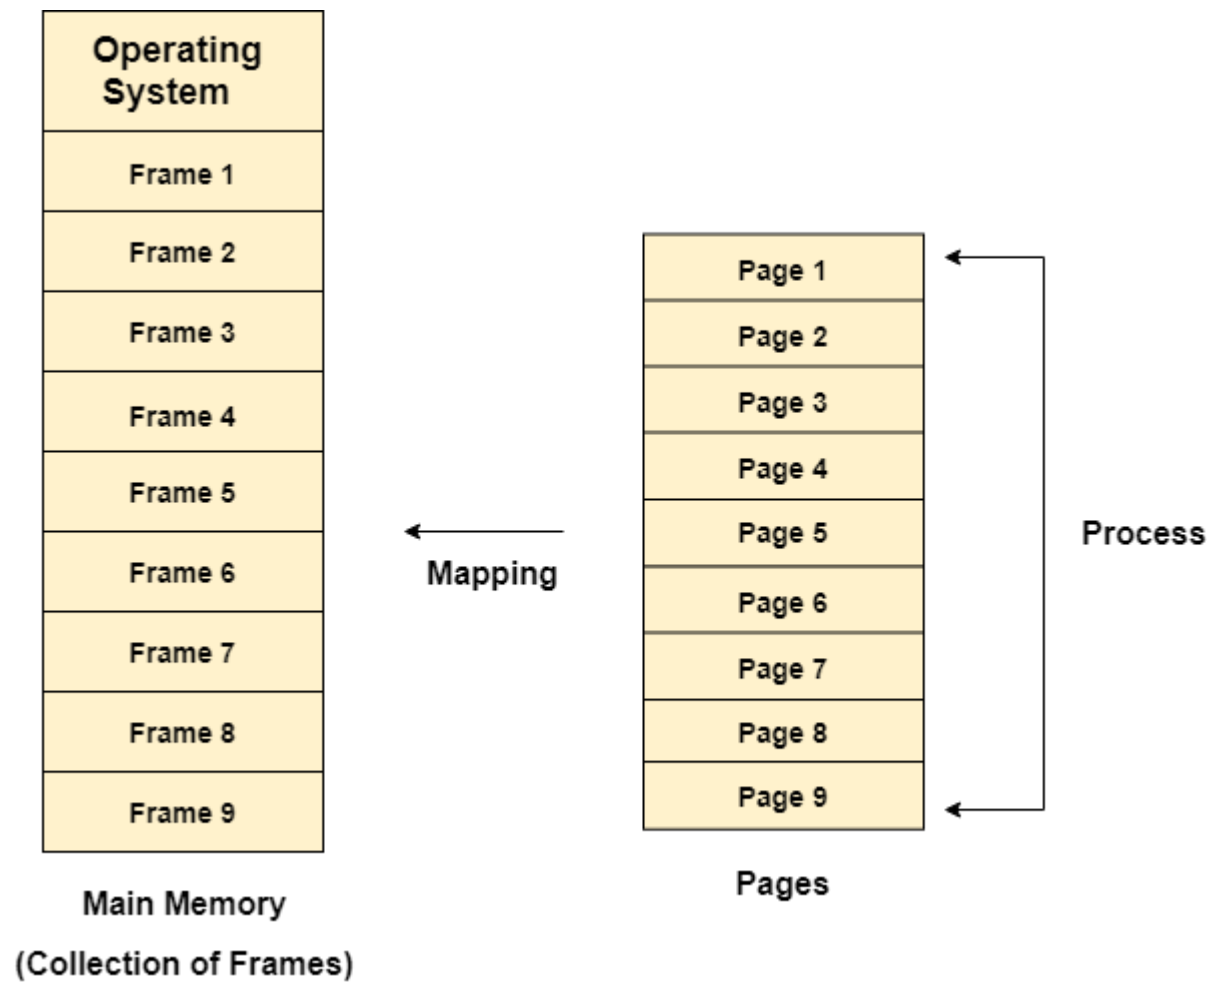 Operating
System
Frame 1
Frame 2
Frame 3
Frame 4
Frame 5
Frame 6
Frame 7
Frame 8
Frame 9
Main Memory
(Collection of Frames)
Mapping
Page 1
Page 2
Page 3
Page 4
Page 5
Page 6
Page 7
Page 8
Page 9
Pages
Process